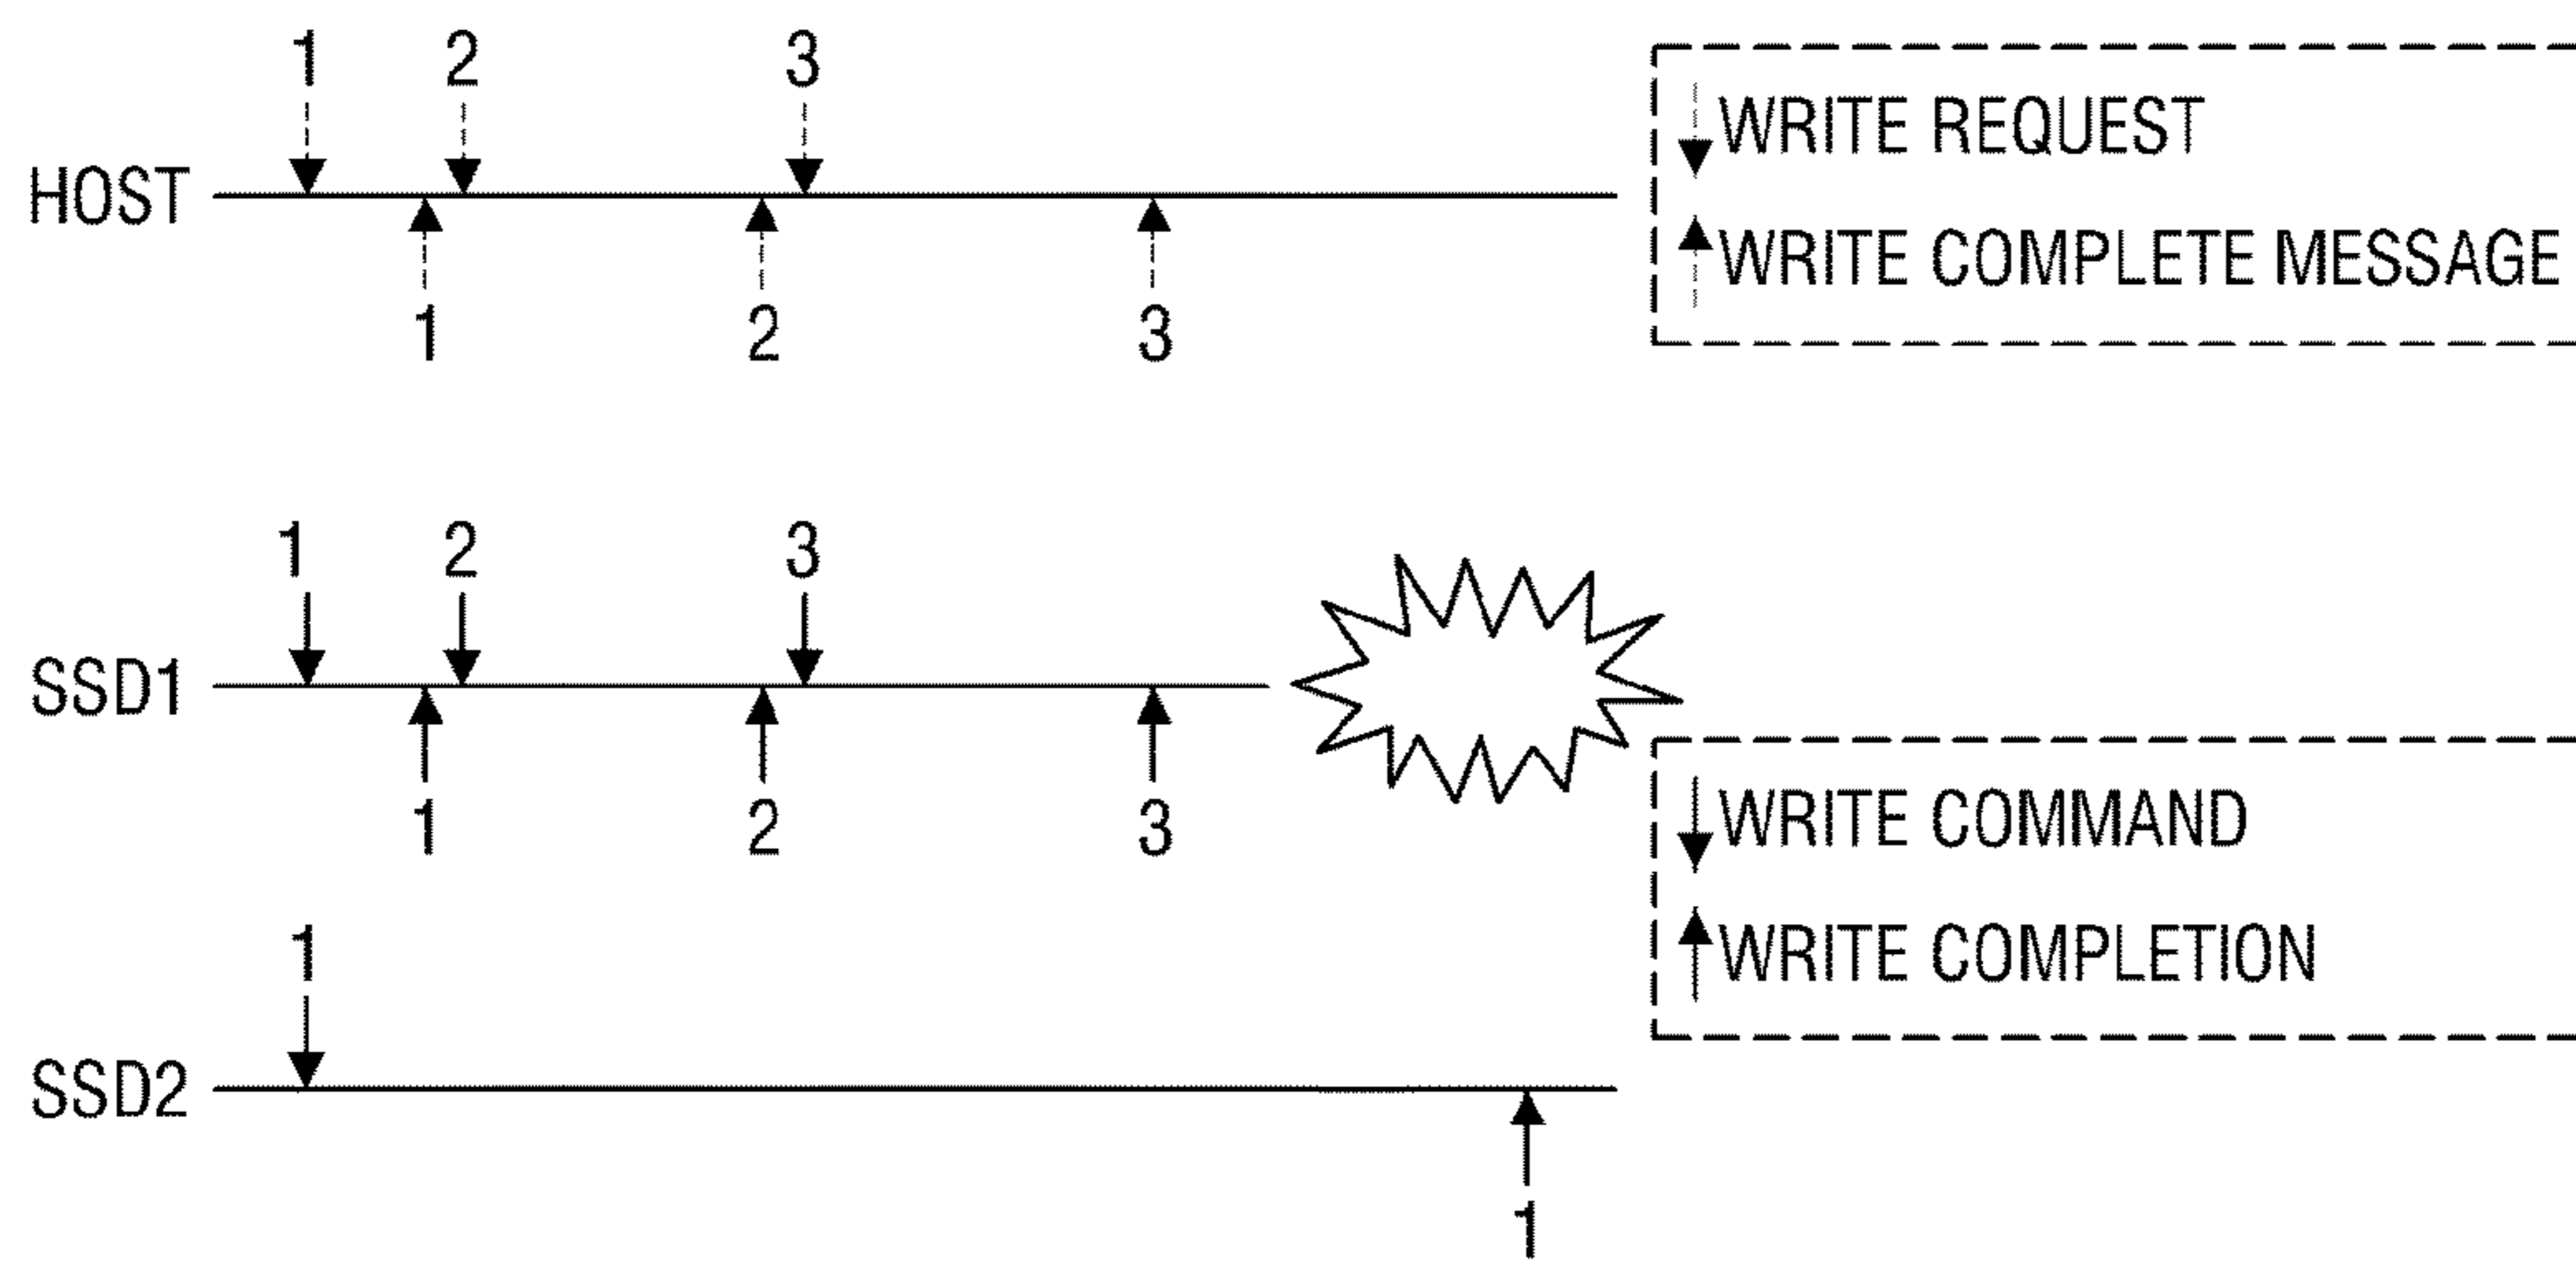 1 2 3
HOST
1 2 3
WRITE REQUEST
WRITE COMPLETE MESSAGE
1 2 3
SSD1
1 2 3
WRITE COMMAND
WRITE COMPLETION
1
SSD2
1